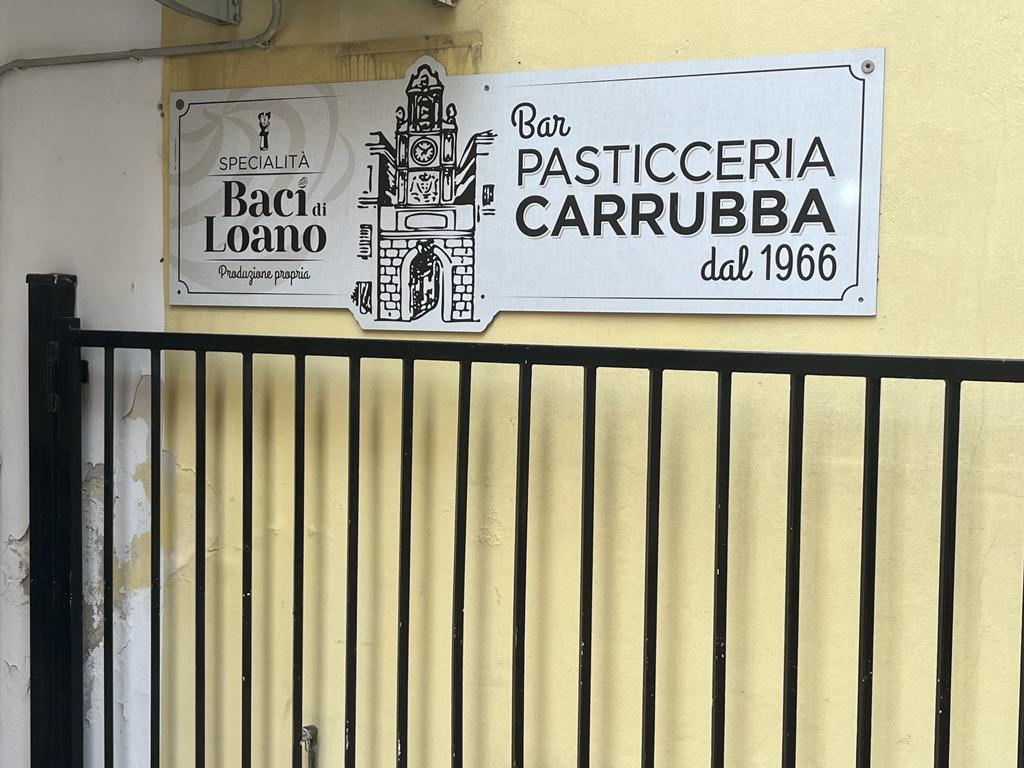 SPECIALITÀ
Baci di
Loano
Produzione propria
Bar
PASTICCERIA
CARRUBBA
dal 1966